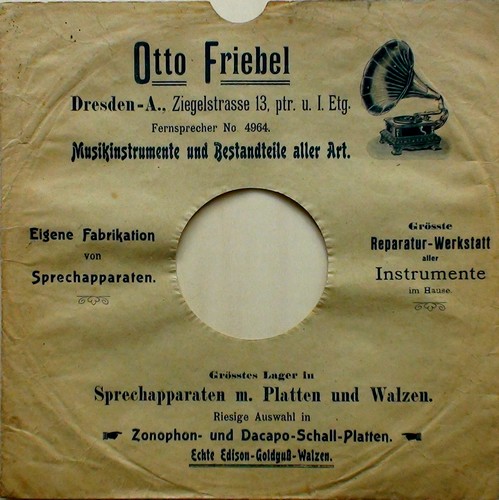 Otto Friebel
Dresden-A., Ziegelstrasse 13, ptr. u. I. Etg.
Fernsprecher No. 4964.
Musikinstrumente und Bestandteile aller Art.
Eigene Fabrikation
von
Sprechapparaten.
Grösste
Reparatur-Werkstatt
aller
Instrumente
im Hause.
Grösstes Lager in
Sprechapparaten m. Platten und Walzen.
Riesige Auswahl in
Zonophon- und Dacapo-Schall-Platten.
Echte Edison-Goldguß-Walzen.